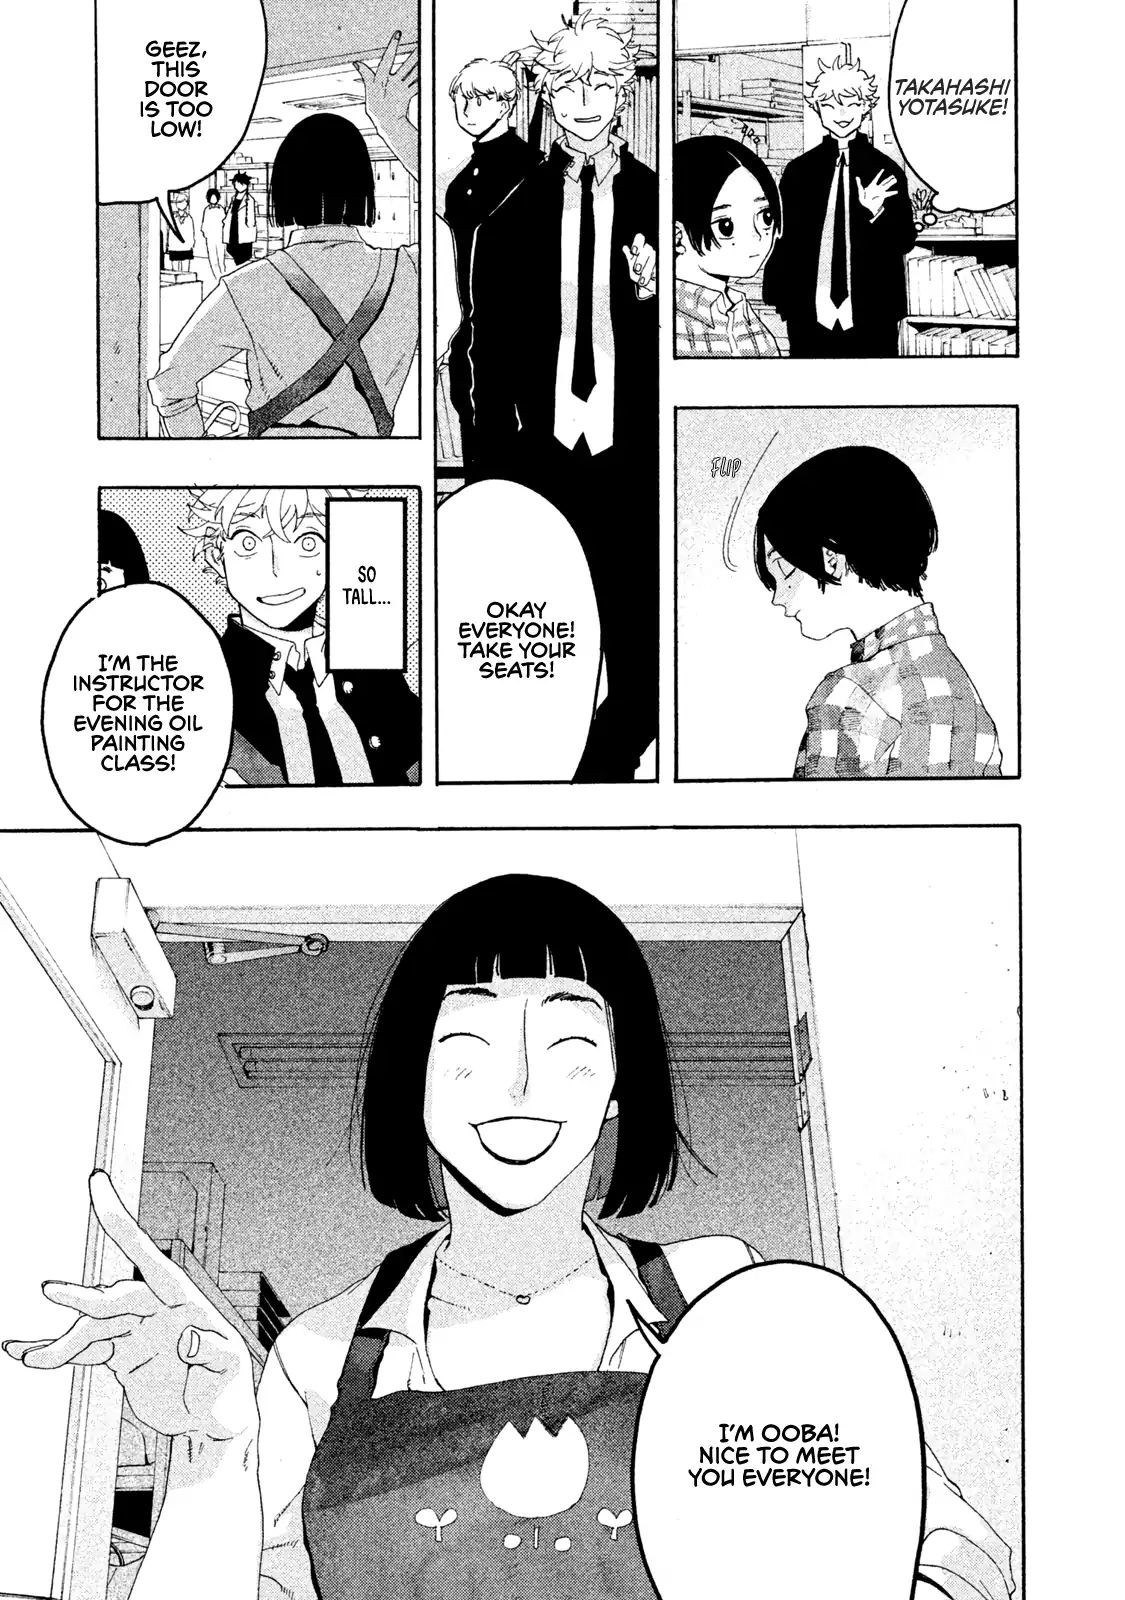 TAKAHASHI
YOTASUKE!
FLIP
OKAY
EVERYONE!
TAKE YOUR
SEATS!
GEEZ,
THIS
DOOR
IS TOO
LOW!
SO
TALL...
I'M THE
INSTRUCTOR
FOR THE
EVENING OIL
PAINTING
CLASS!
I'M OOBA!
NICE TO MEET
YOU EVERYONE!